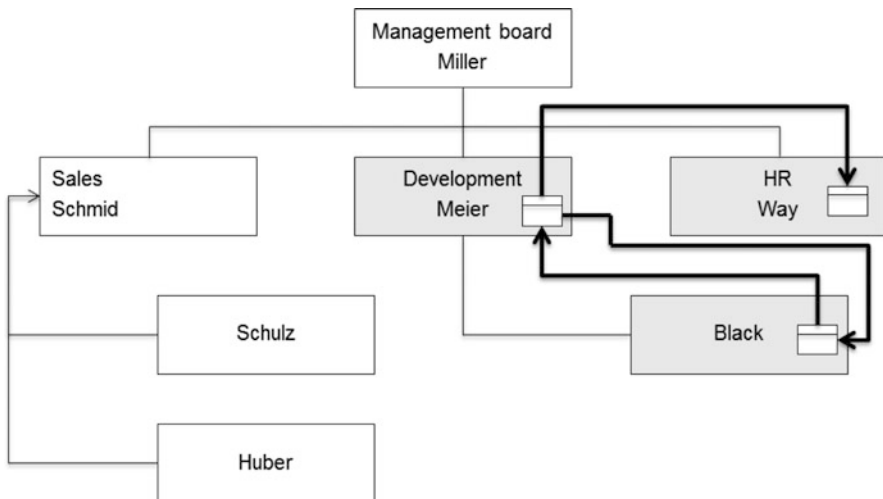 Management board
Miller
Sales
Schmid
Development
Meier
HR
Way
Schulz
Black
Huber